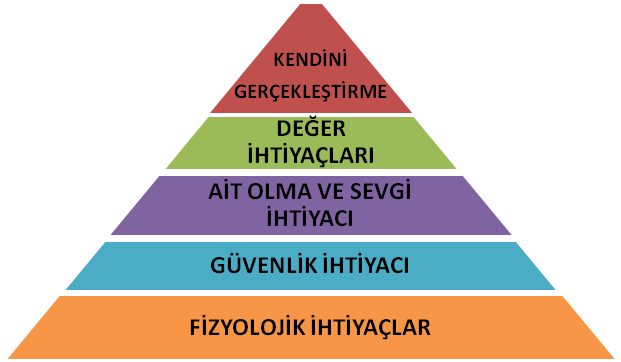 KENDİNİ
GERÇEKLEŞTİRME
DEĞER
İHTİYAÇLARI
AİT OLMA VE SEVGİ
İHTİYACI
GÜVENLİK İHTİYACI
FİZYOLOJİK İHTİYAÇLAR